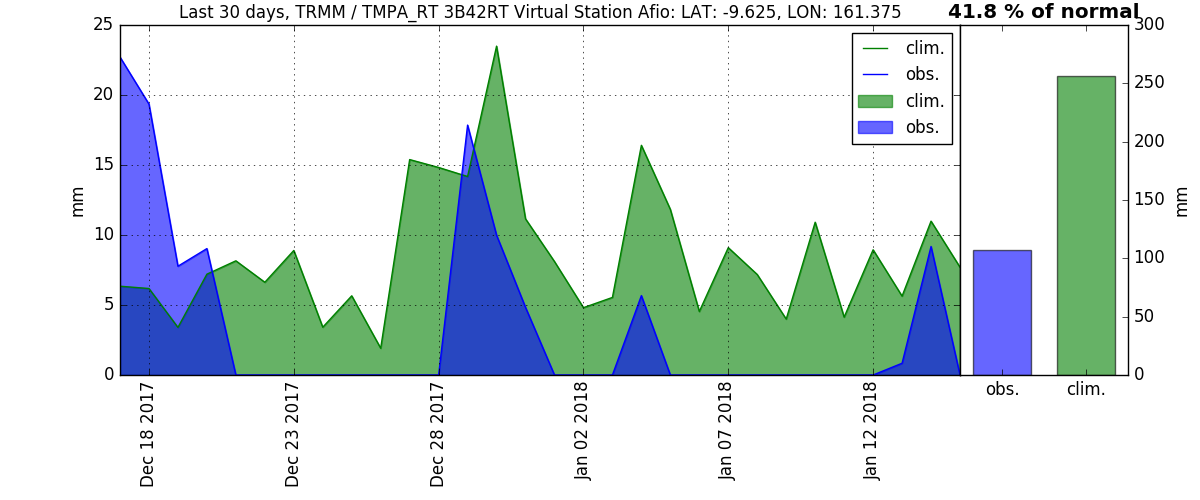 Last 30 days, TRMM / TMPA_RT 3B42RT Virtual Station Afio: LAT: -9.625, LON: 161.375
41.8 % of normal
25
20
15
10
5
0
mm
clim.
obs.
clim.
obs.
300
250
200
150
100
50
0
mm
Dec 18 2017
Dec 23 2017
Dec 28 2017
Jan 02 2018
Jan 07 2018
Jan 12 2018
obs.
clim.